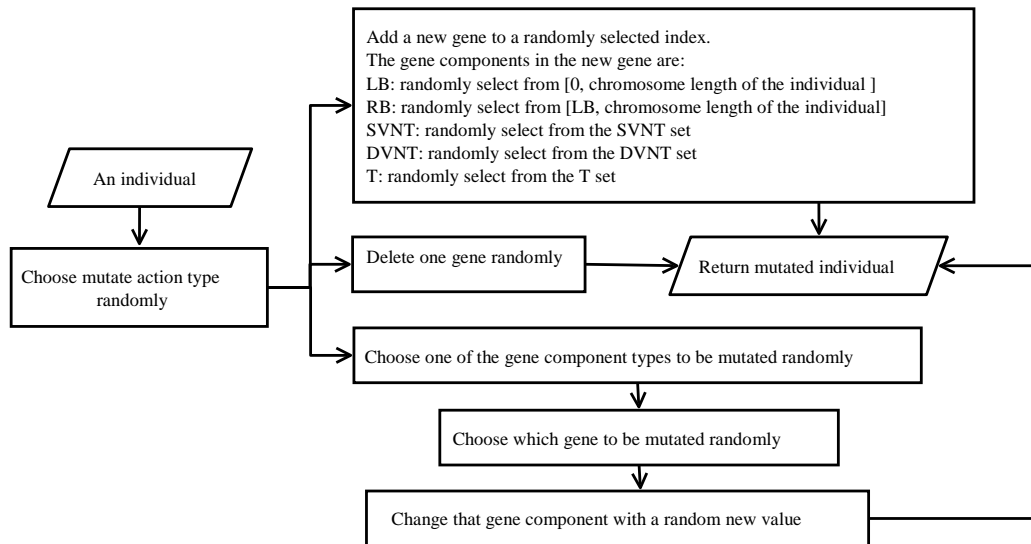 Add a new gene to a randomly selected index.
The gene components in the new gene are:
LB: randomly select from [0, chromosome length of the individual ]
RB: randomly select from [LB, chromosome length of the individual]
SVNT: randomly select from the SVNT set
DVNT: randomly select from the DVNT set
T: randomly select from the T set
An individual
Choose mutate action type
randomly
Delete one gene randomly
Return mutated individual
Choose one of the gene component types to be mutated randomly
Choose which gene to be mutated randomly
Change that gene component with a random new value